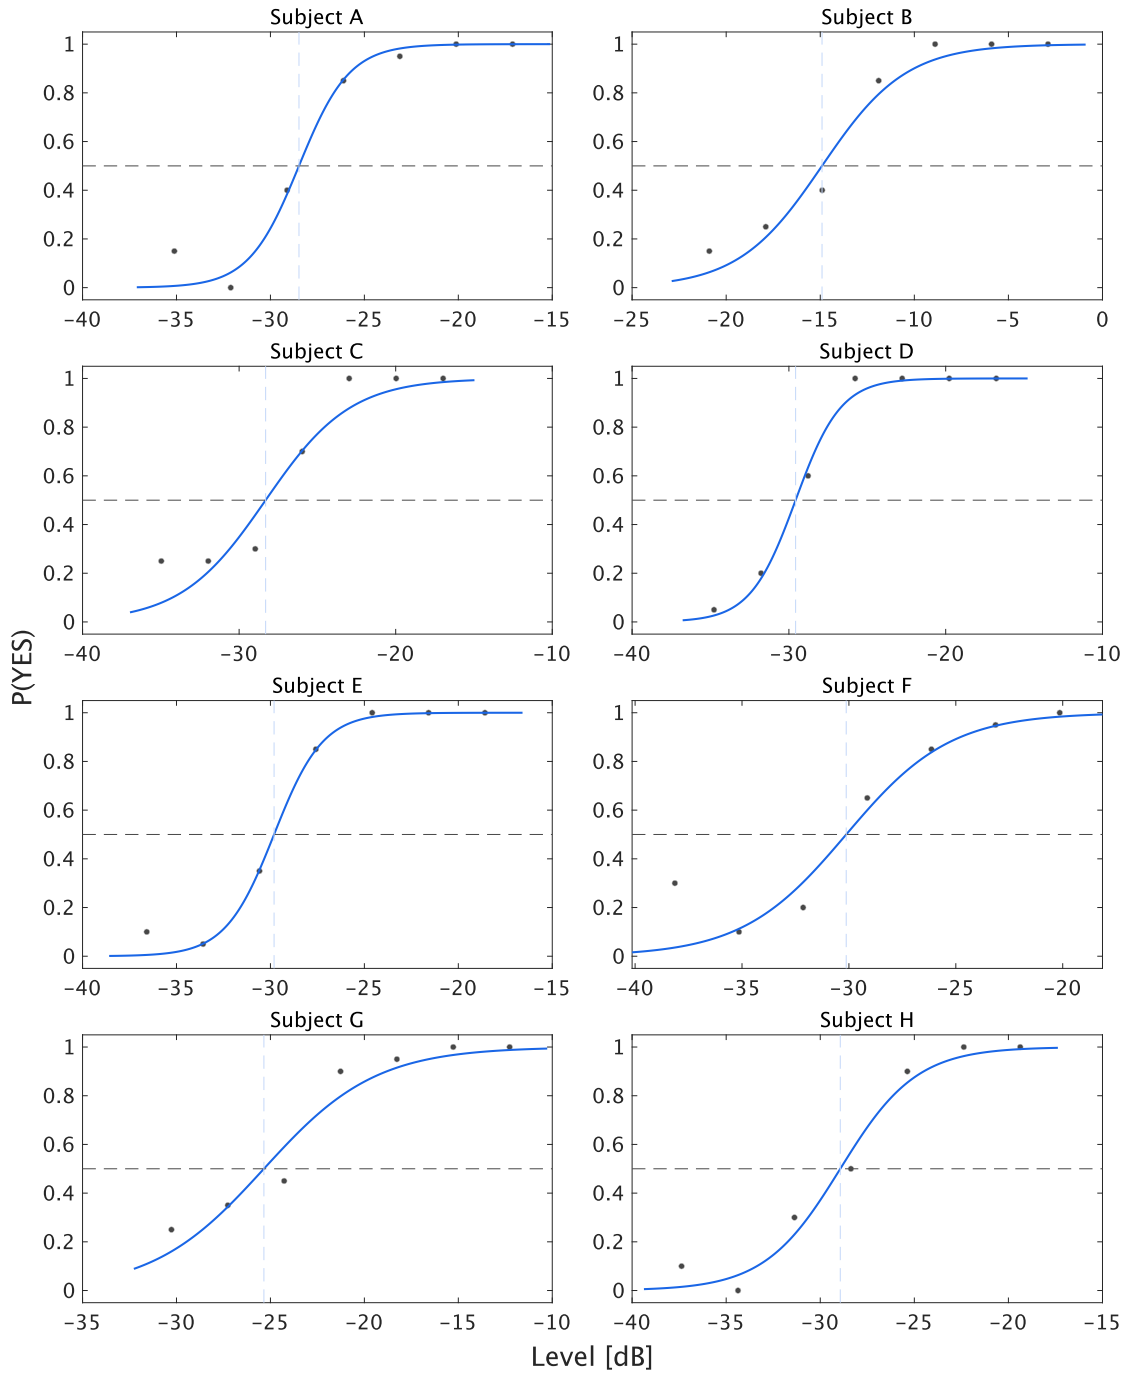 Subject A
1
0.8
0.6
0.4
0.2
0
−40 −35 −30 −25 −20 −15
Subject B
1
0.8
0.6
0.4
0.2
0
−25 −20 −15 −10 −5 0
Subject C
1
0.8
0.6
0.4
0.2
0
−40 −30 −20 −10
Subject D
1
0.8
0.6
0.4
0.2
0
−40 −30 −20 −10
P(YES)
Subject E
1
0.8
0.6
0.4
0.2
0
−40 −35 −30 −25 −20 −15
Subject F
1
0.8
0.6
0.4
0.2
0
−40 −35 −30 −25 −20
Subject G
1
0.8
0.6
0.4
0.2
0
−35 −30 −25 −20 −15 −10
Subject H
1
0.8
0.6
0.4
0.2
0
−40 −35 −30 −25 −20 −15
Level [dB]